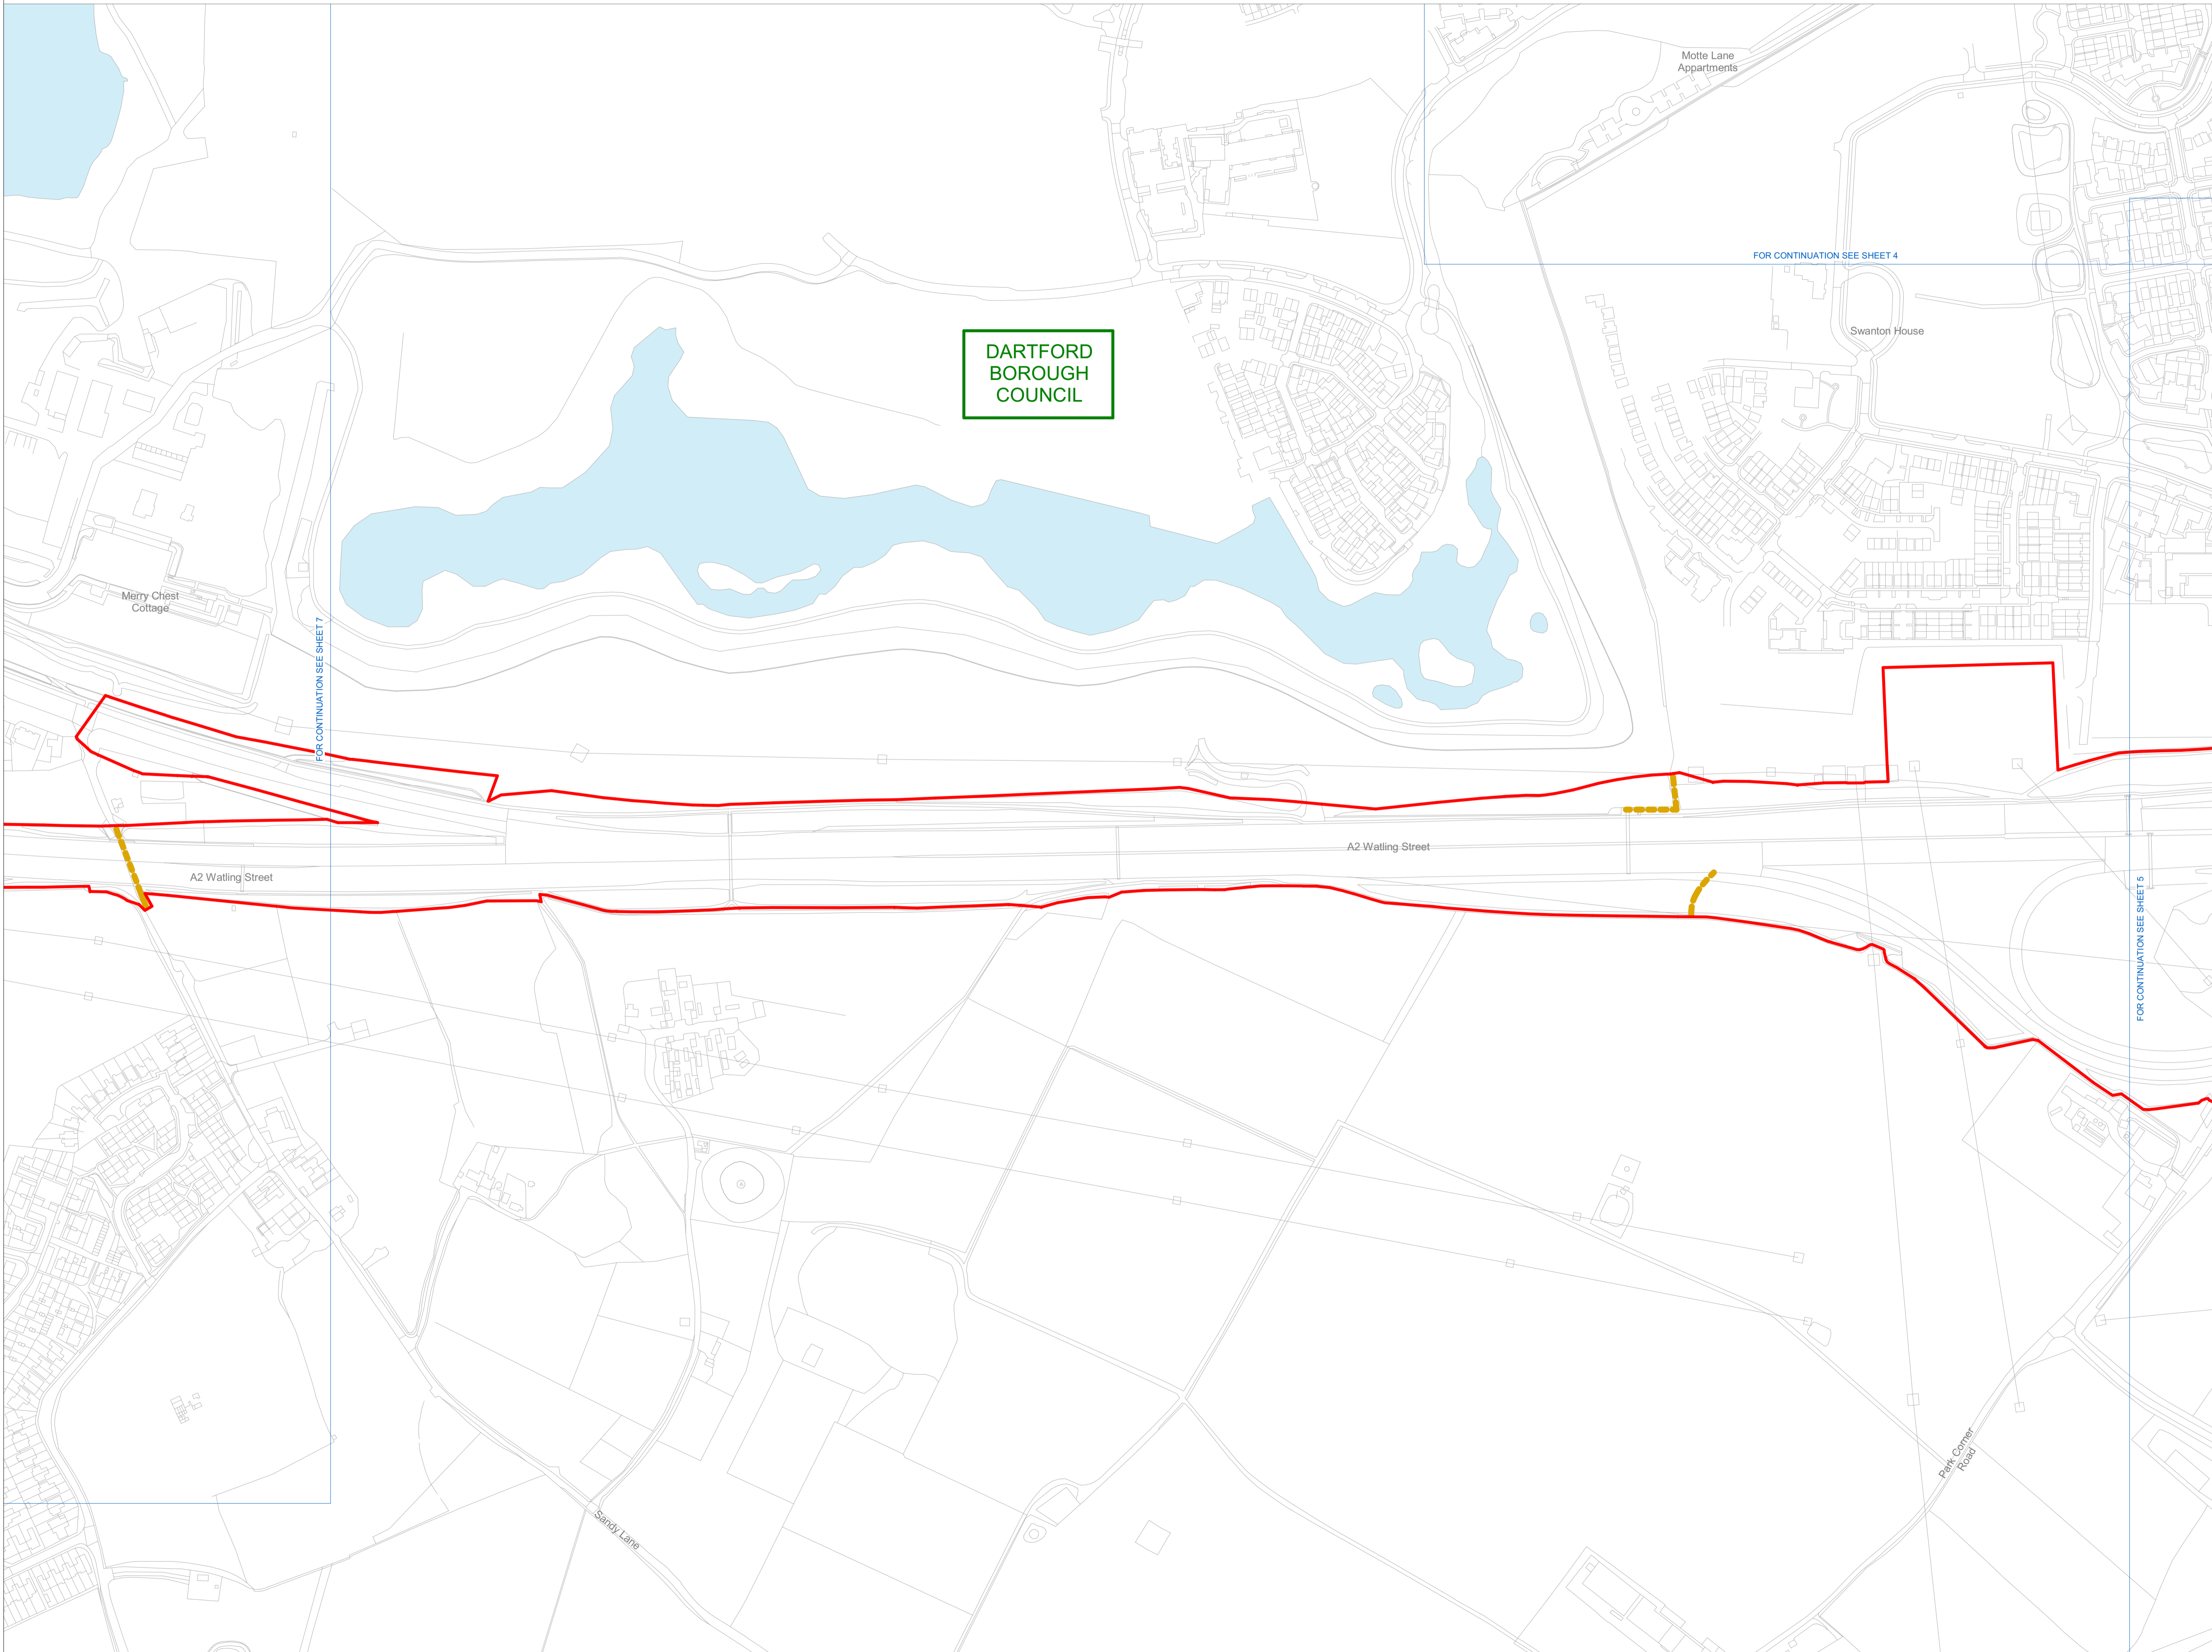 Motte Lane
Appartments
FOR CONTINUATION SEE SHEET 4
Swanton House
DARTFORD
BOROUGH
COUNCIL
Merry Chest
Cottage
FOR CONTINUATION SEE SHEET 7
A2 Watling Street
A2 Watling Street
FOR CONTINUATION SEE SHEET 5
Park Corner
Road
Sandy Lane